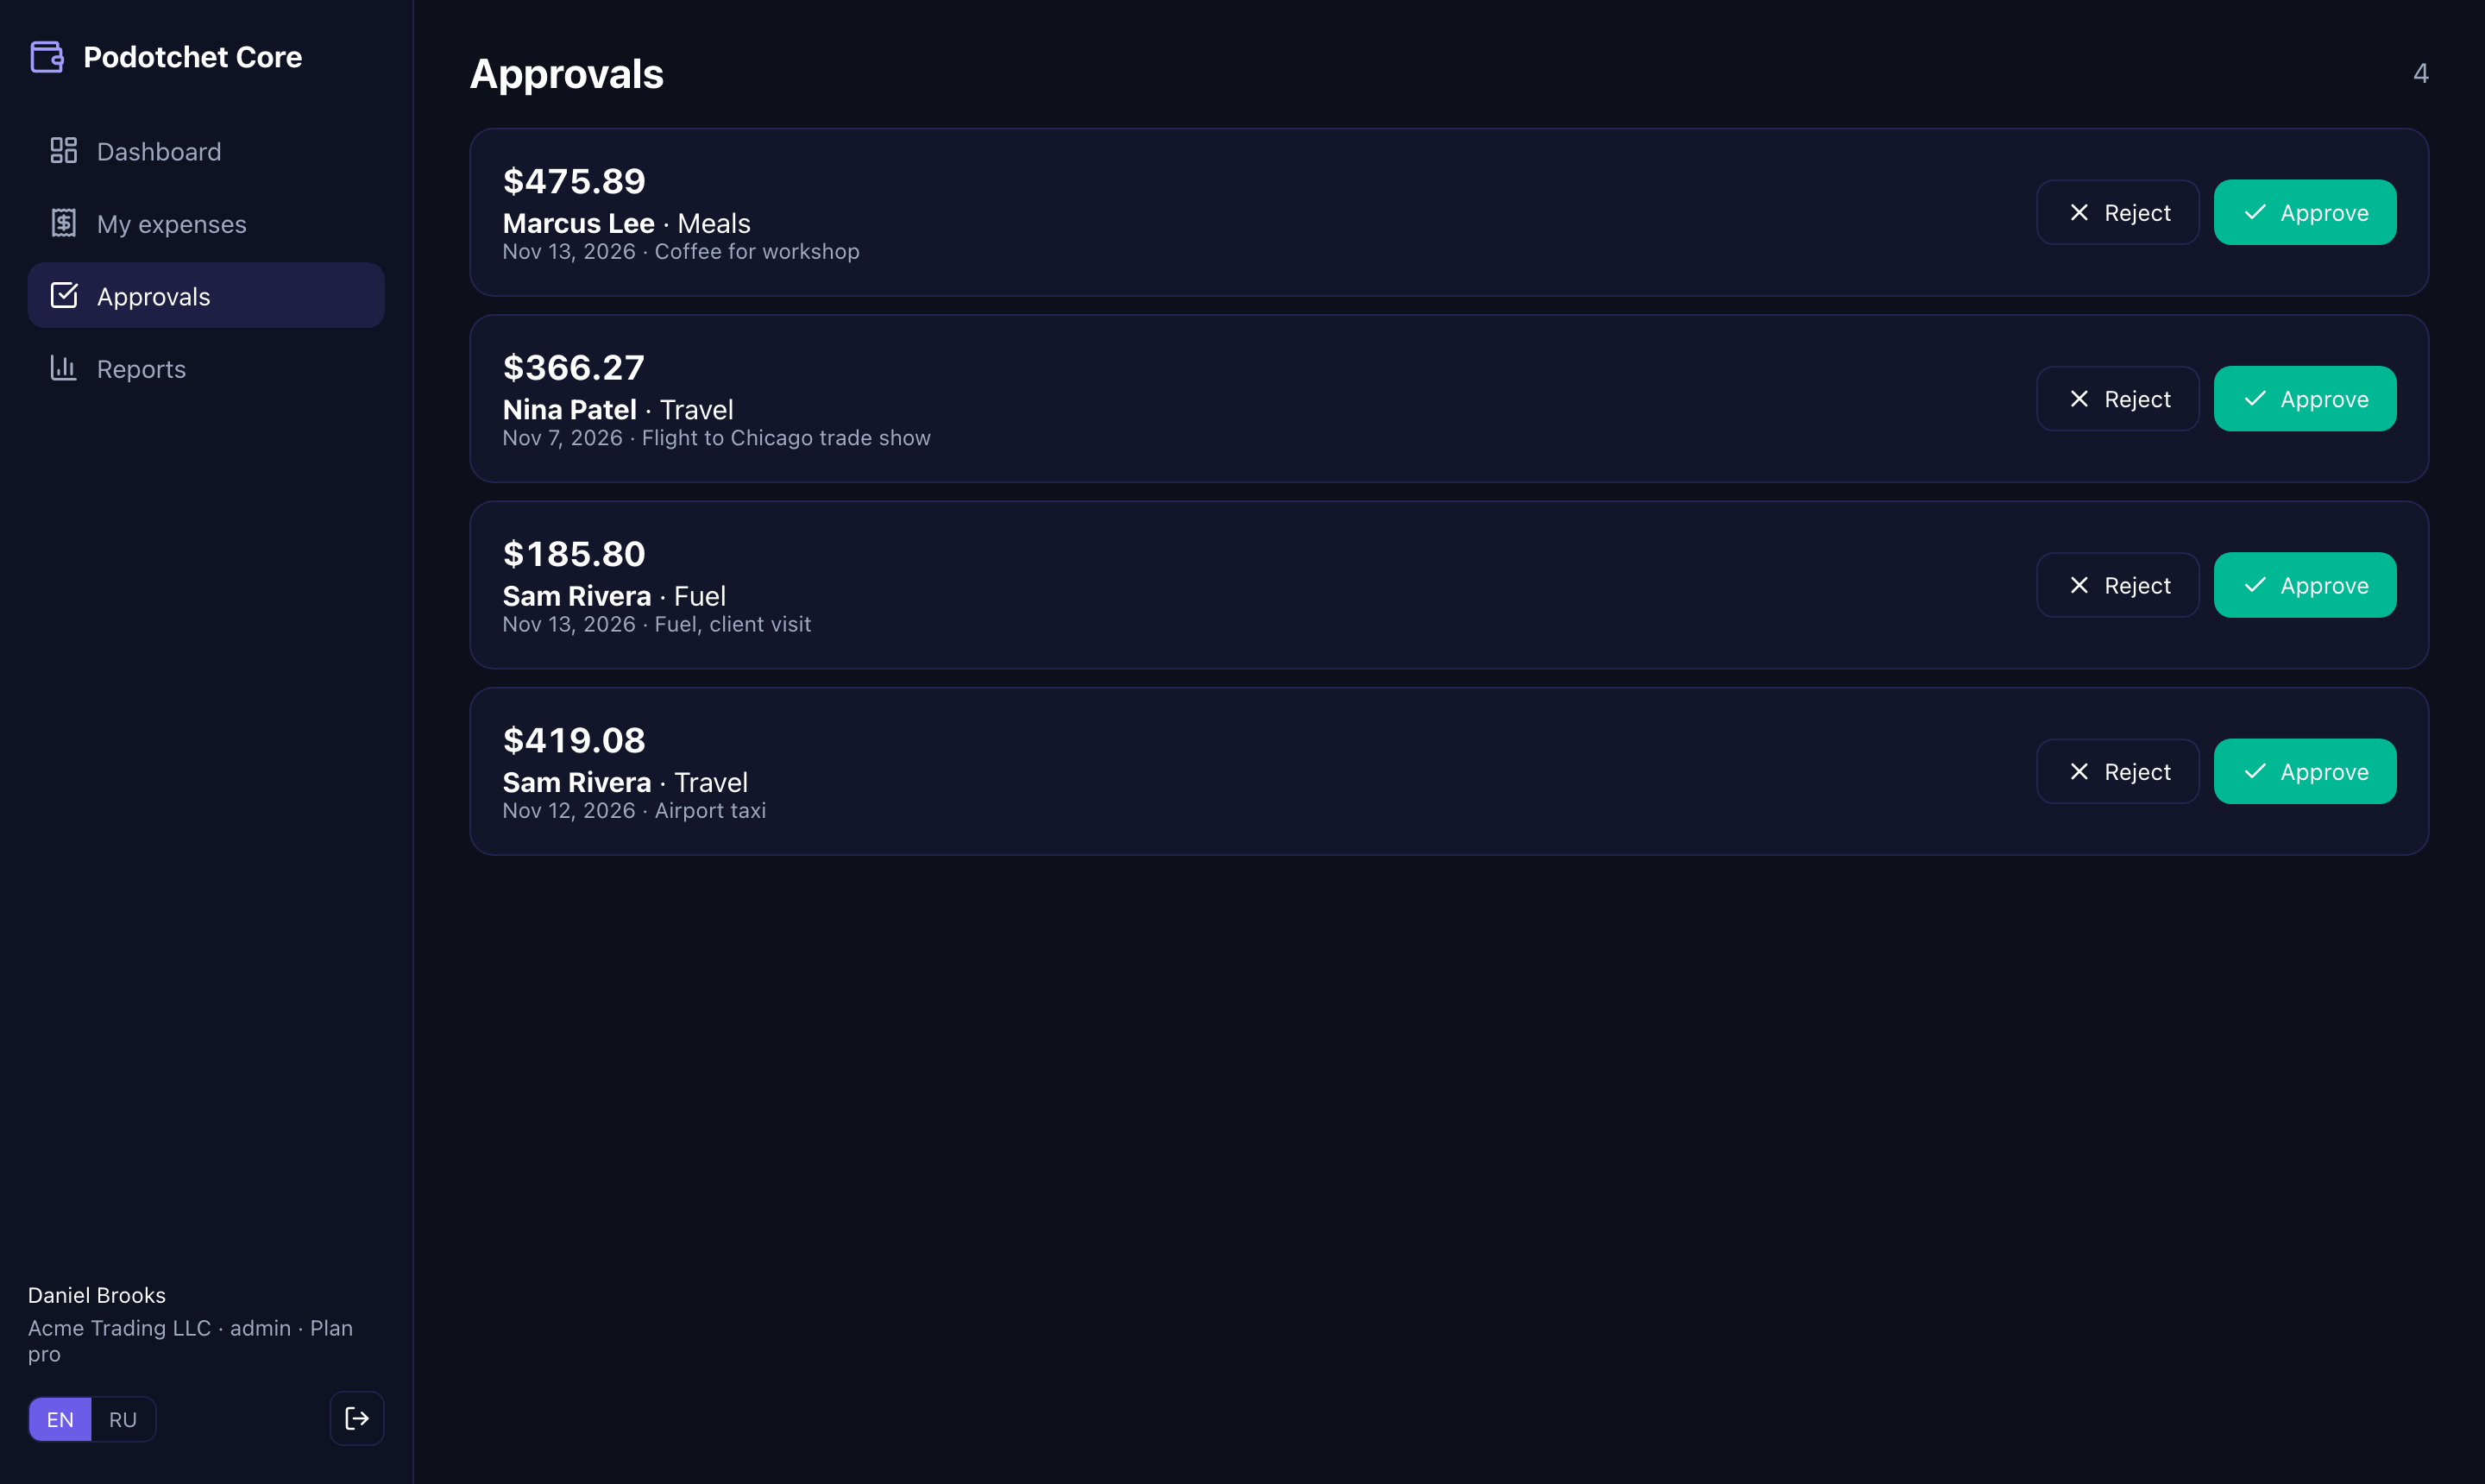 Podotchet Core
Dashboard
My expenses
Approvals
Reports
Daniel Brooks
Acme Trading LLC · admin · Plan
pro
EN RU
Approvals
4
$475.89
Marcus Lee · Meals
Nov 13, 2026 · Coffee for workshop
Reject
Approve
$366.27
Nina Patel · Travel
Nov 7, 2026 · Flight to Chicago trade show
Reject
Approve
$185.80
Sam Rivera · Fuel
Nov 13, 2026 · Fuel, client visit
Reject
Approve
$419.08
Sam Rivera · Travel
Nov 12, 2026 · Airport taxi
Reject
Approve